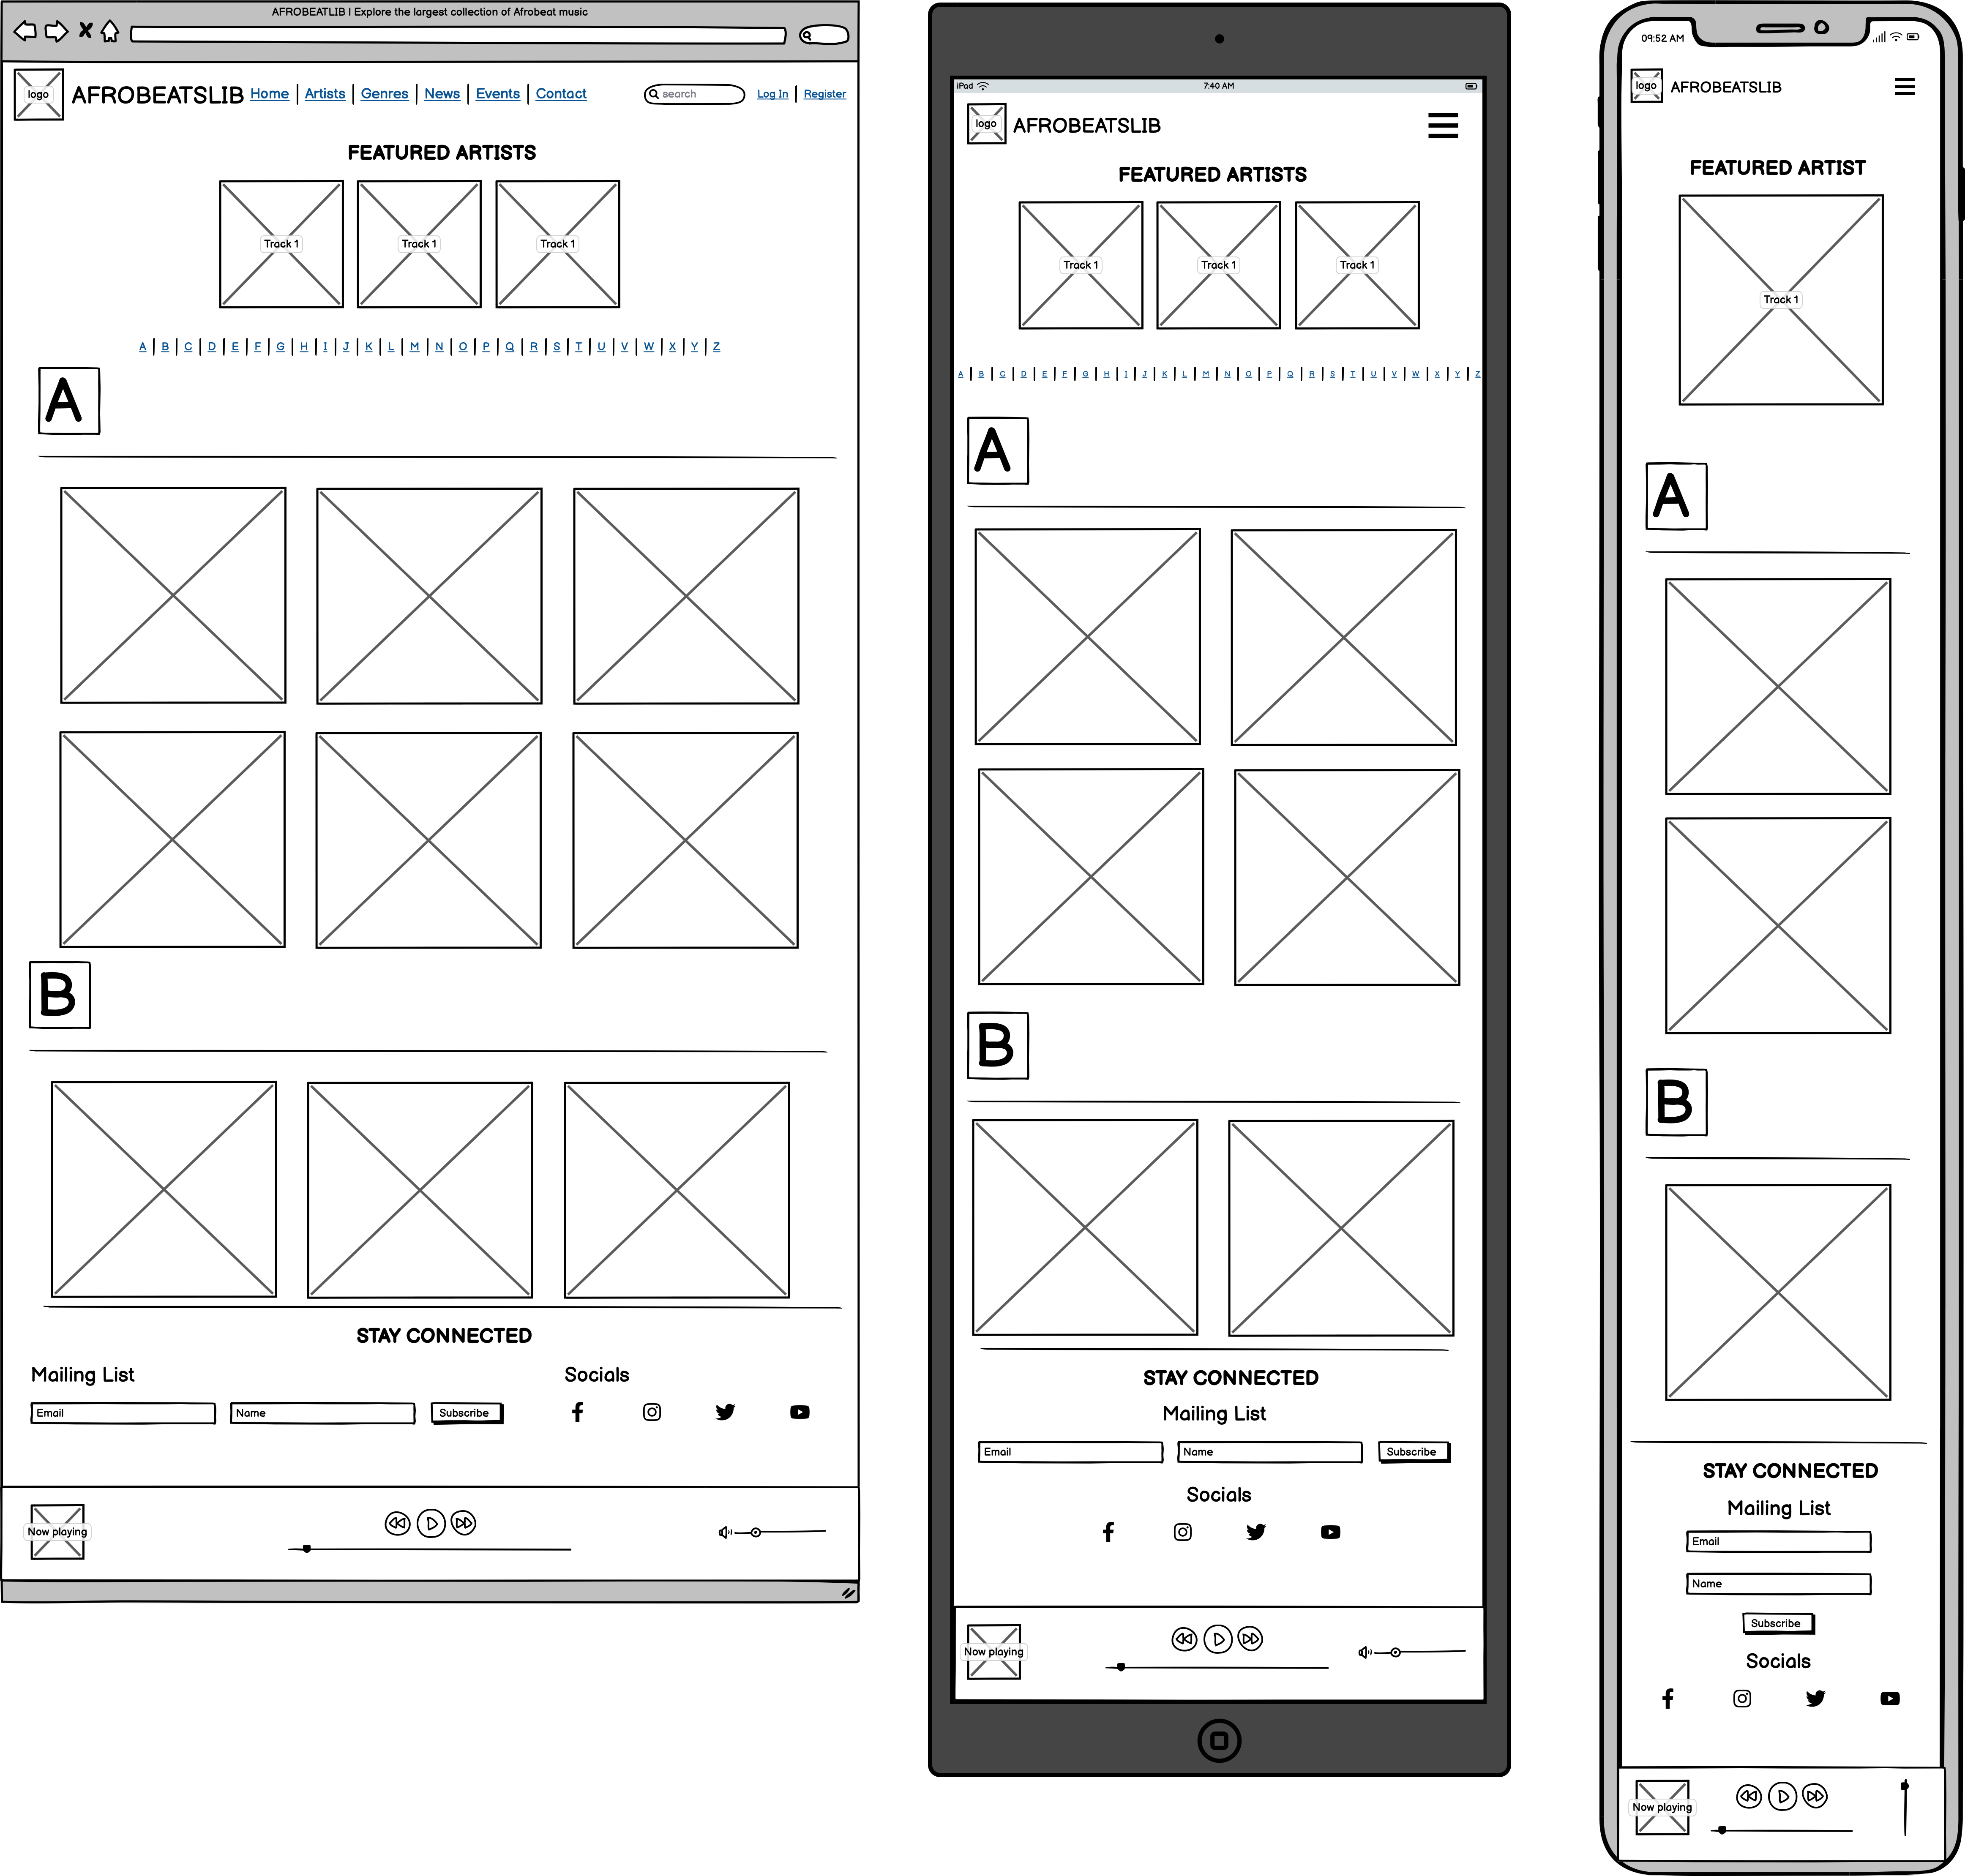 AFROBEATLIB | Explore the largest collection of Afrobeat music
logo AFROBEATSLIB Home | Artists | Genres | News | Events | Contact search Log In | Register
FEATURED ARTISTS
Track 1 Track 1 Track 1
A | B | C | D | E | F | G | H | I | J | K | L | M | N | O | P | Q | R | S | T | U | V | W | X | Y | Z
A
B
STAY CONNECTED
Mailing List Socials
Email Name Subscribe
Now playing
iPad 7:40 AM
logo AFROBEATSLIB
FEATURED ARTISTS
Track 1 Track 1 Track 1
A | B | C | D | E | F | G | H | I | J | K | L | M | N | O | P | Q | R | S | T | U | V | W | X | Y | Z
A
B
STAY CONNECTED
Mailing List
Email Name Subscribe
Socials
Now playing
09:52 AM
logo AFROBEATSLIB
FEATURED ARTIST
Track 1
A
B
STAY CONNECTED
Mailing List
Email
Name
Subscribe
Socials
Now playing